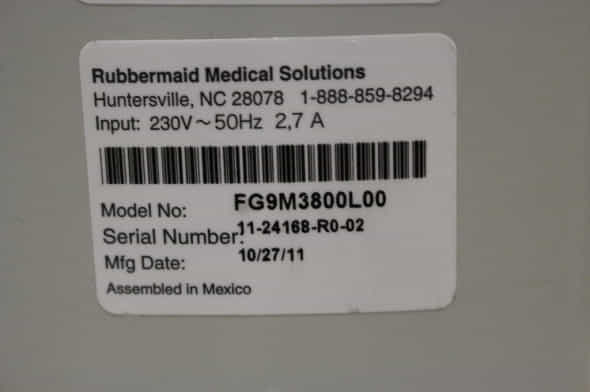 Rubbermaid Medical Solutions
Huntersville, NC 28078 1-888-859-8294
Input: 230V~50Hz 2,7 A
Model No: FG9M3800L00
Serial Number: 11-24168-R0-02
Mfg Date: 10/27/11
Assembled in Mexico